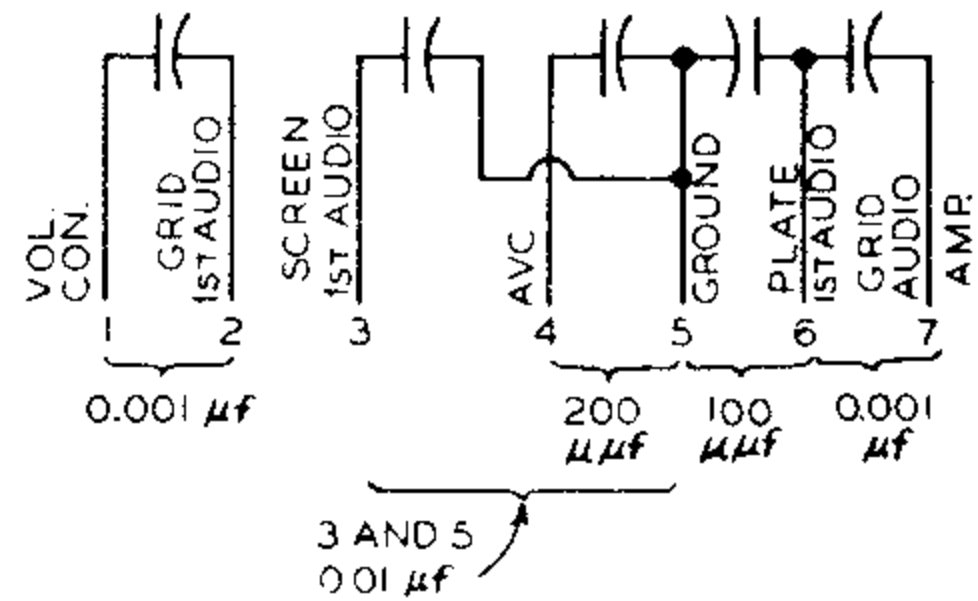 VOL.
CON.
GRID
1ST AUDIO
SCREEN
1ST AUDIO
AVC
GROUND
PLATE
1ST AUDIO
GRID
AUDIO
AMP.
1 2 3 4 5 6 7
0.001 µf
200
µµf
100
µµf
0.001
µf
3 AND 5
0.01 µf